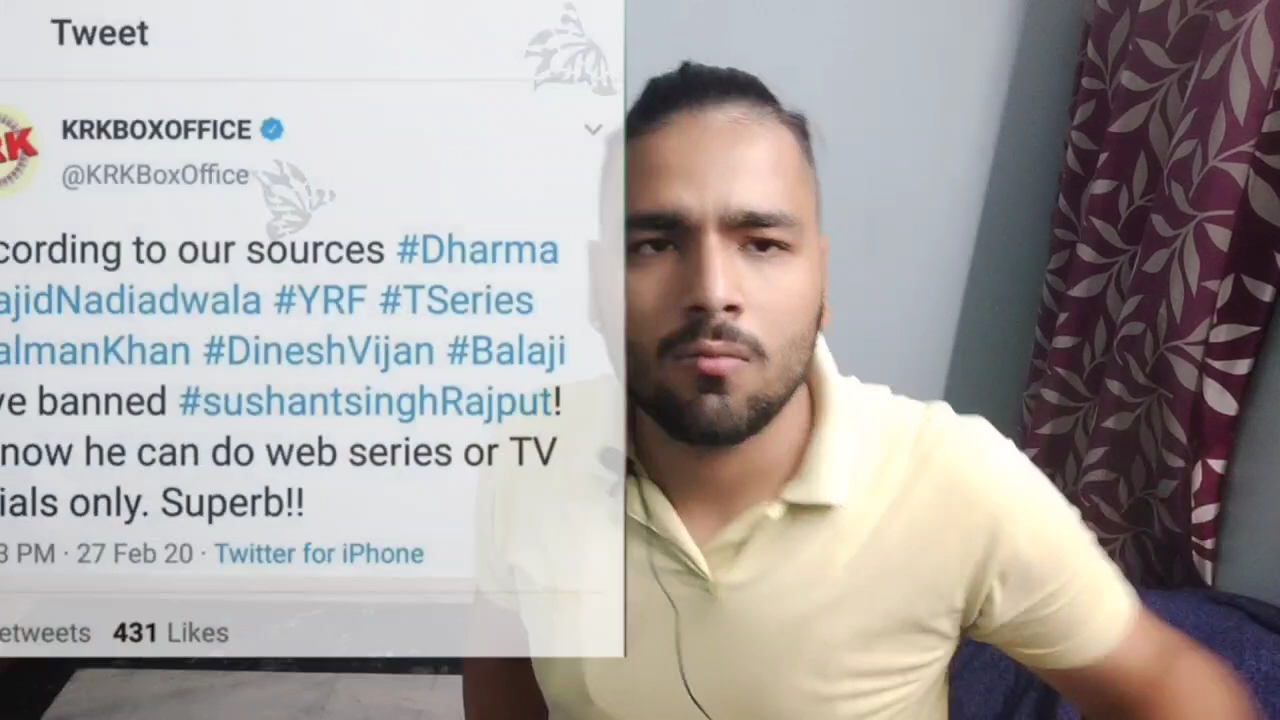 Tweet
KRKBOXOFFICE
@KRKBoxOffice
cording to our sources #Dharma
ajidNadiadwala #YRF #TSeries
almanKhan #DineshVijan #Balaji
ve banned #sushantsinghRajput!
now he can do web series or TV
ials only. Superb!!
3 PM · 27 Feb 20 · Twitter for iPhone
etweets 431 Likes